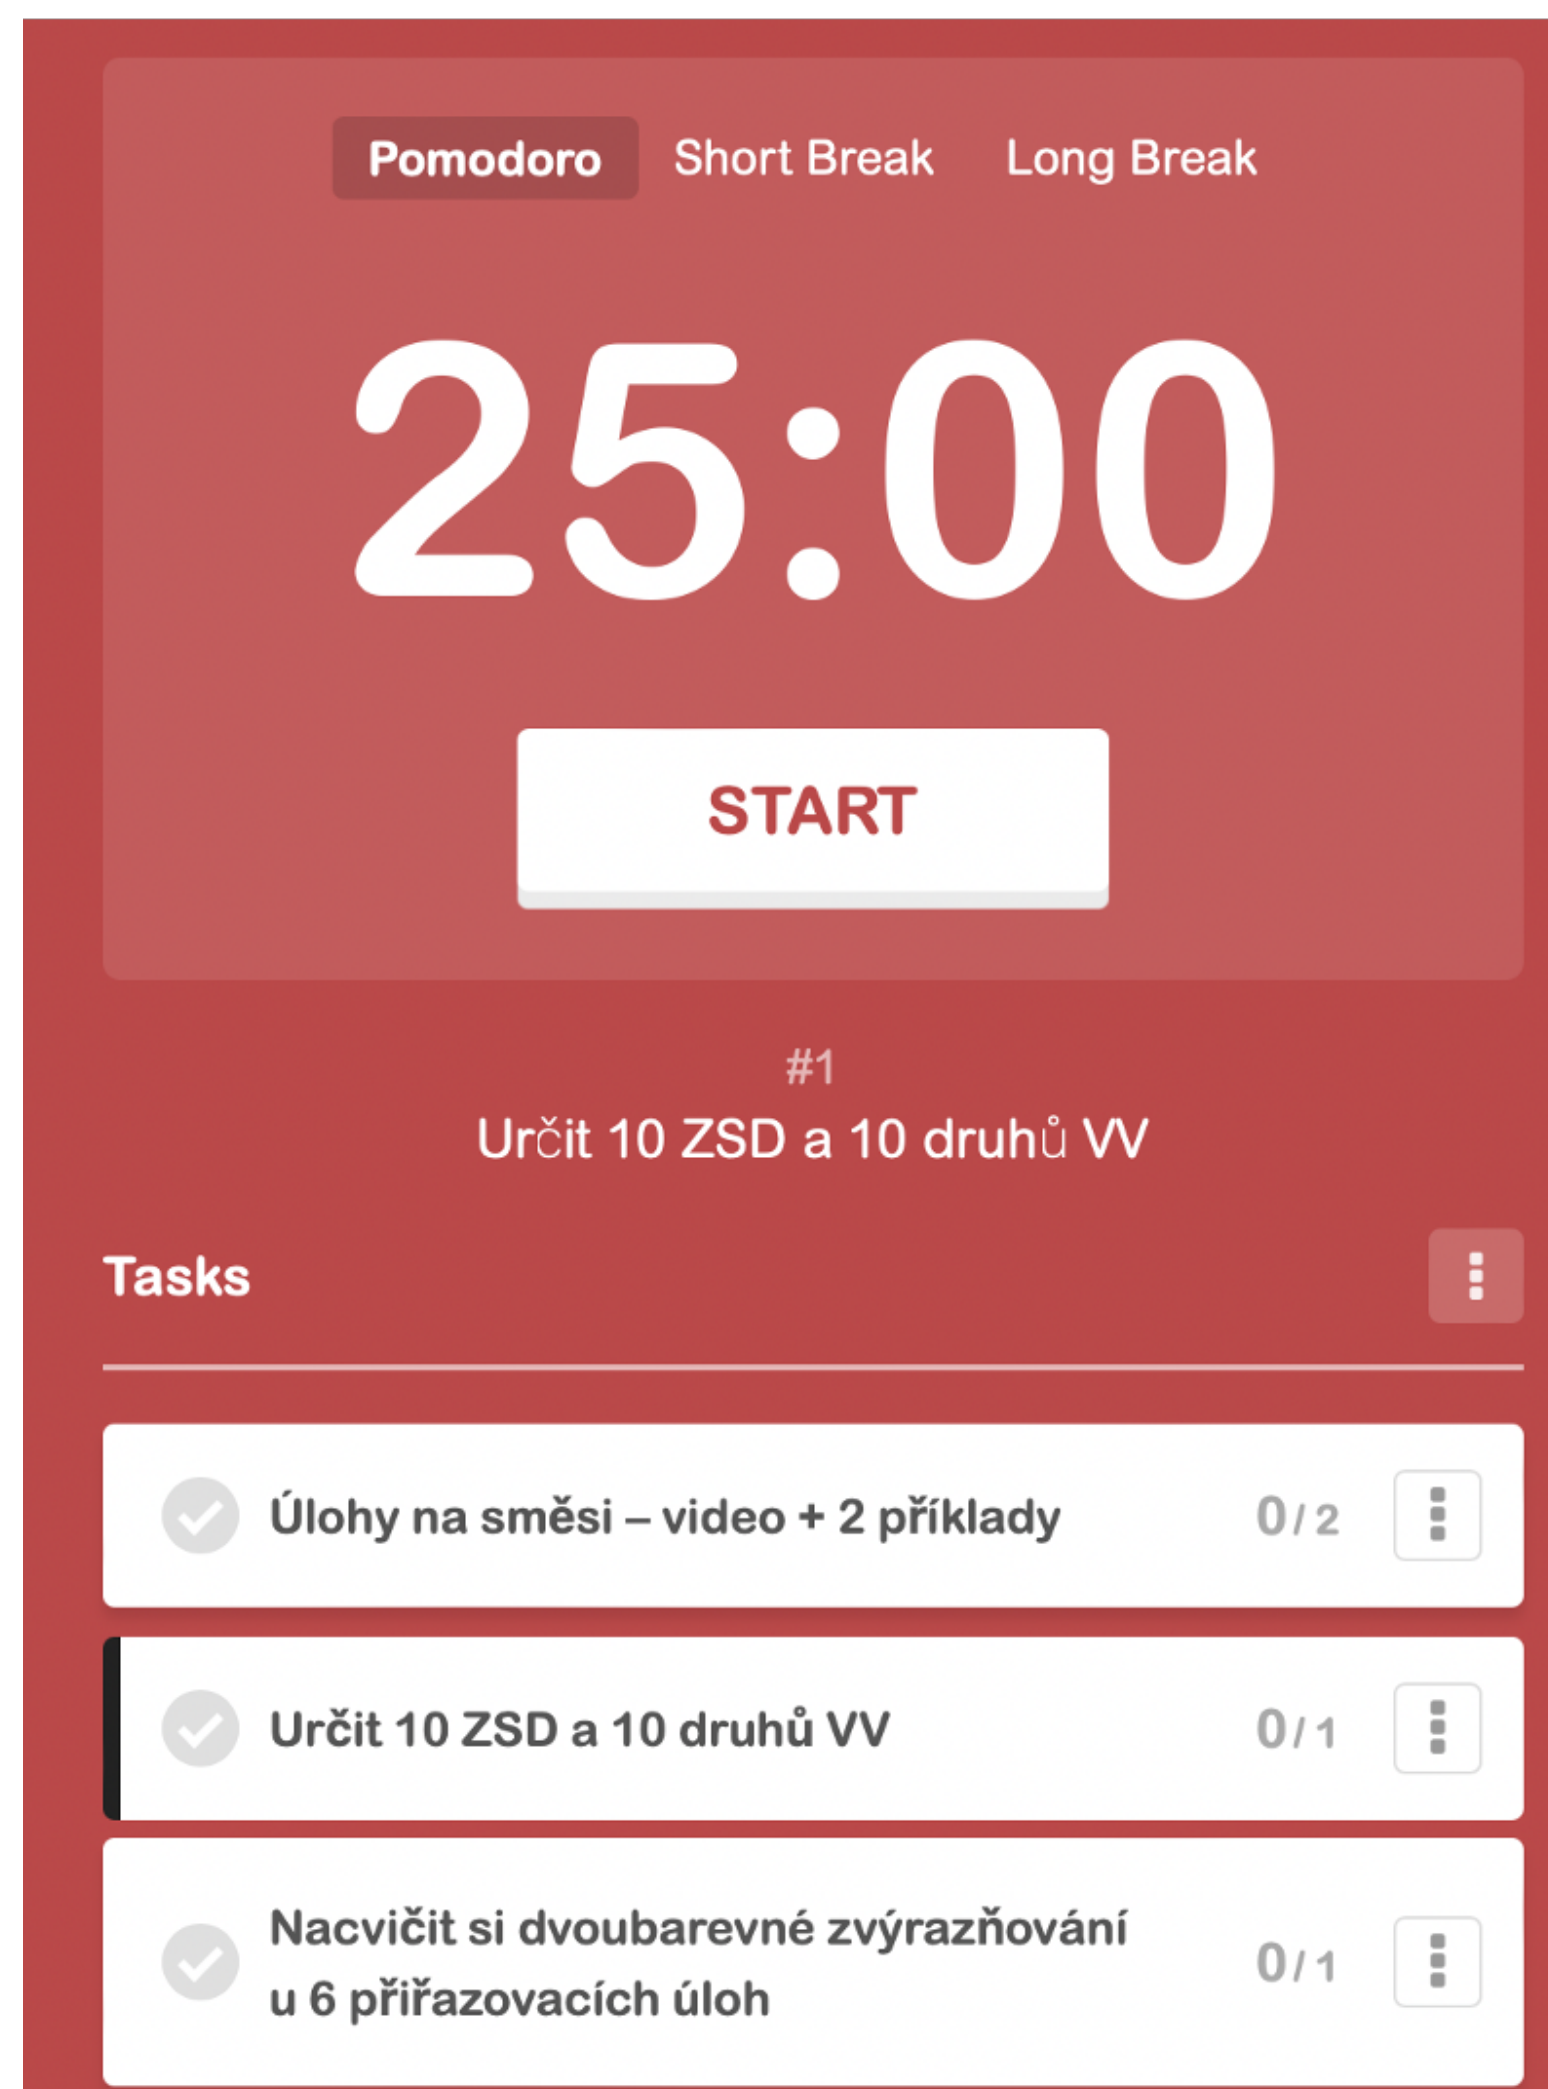 Pomodoro Short Break Long Break
25:00
START
#1
Určit 10 ZSD a 10 druhů VV
Tasks
Úlohy na směsi – video + 2 příklady 0/ 2
Určit 10 ZSD a 10 druhů VV 0/ 1
Nacvičit si dvoubarevné zvýrazňování
u 6 přiřazovacích úloh 0/ 1